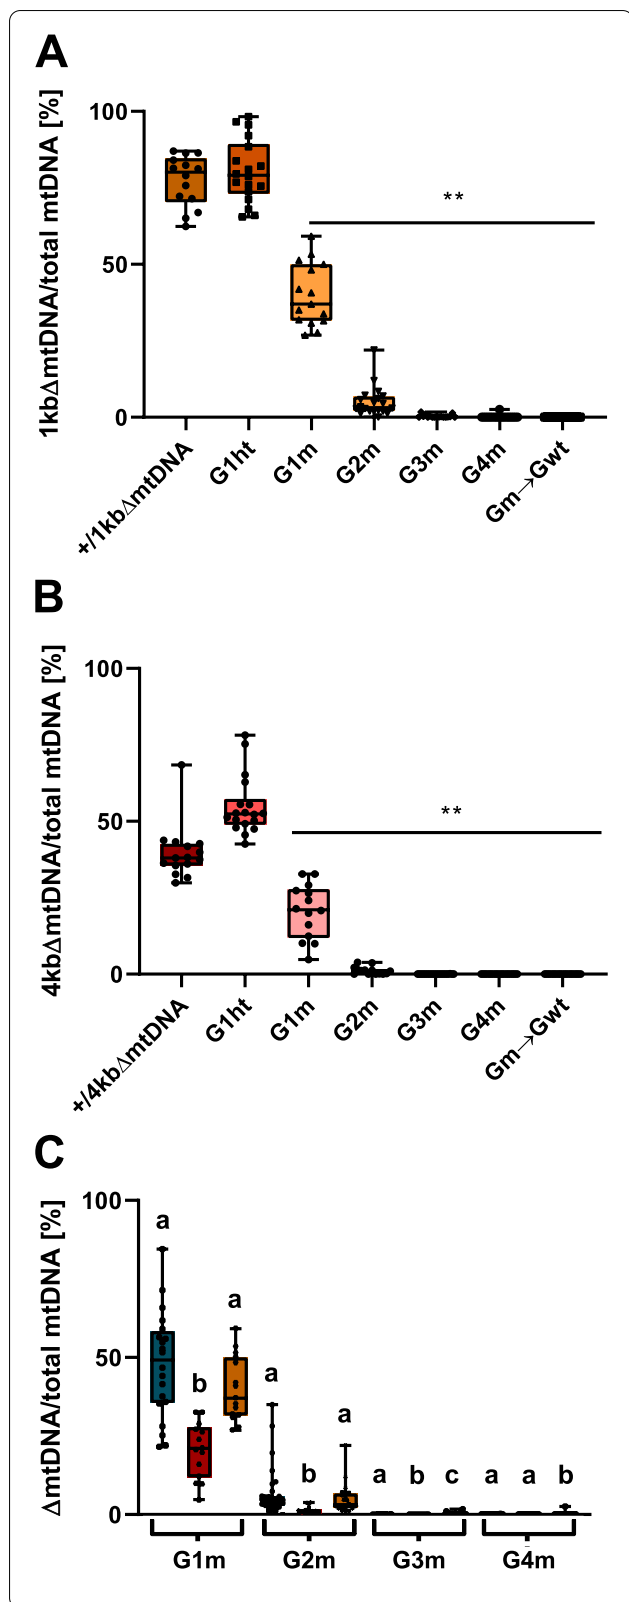 A
1kbΔmtDNA/total mtDNA [%]
100
50
0
**
+/1kbΔmtDNA
G1ht
G1m
G2m
G3m
G4m
Gm→Gwt
B
4kbΔmtDNA/total mtDNA [%]
100
50
0
**
+/4kbΔmtDNA
G1ht
G1m
G2m
G3m
G4m
Gm→Gwt
C
ΔmtDNA/total mtDNA [%]
100
50
0
a
b
a
a
b
a
a
b
c
a
a
b
G1m
G2m
G3m
G4m